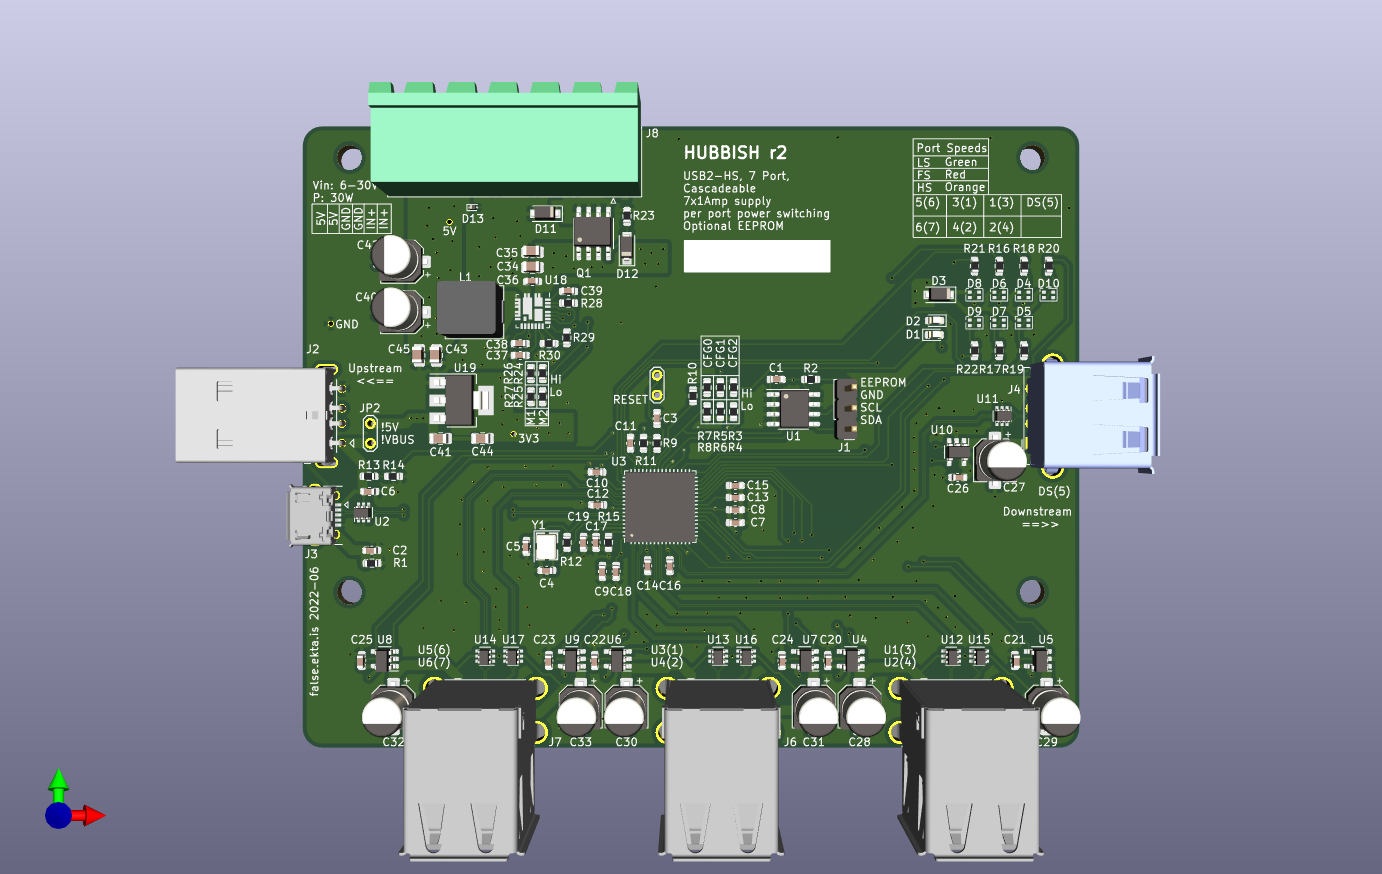 J8
HUBBISH r2
USB2-HS, 7 Port,
Cascadeable
7x1Amp supply
per port power switching
Optional EEPROM
Port Speeds
LS Green
FS Red
HS Orange
5(6) 3(1) 1(3) DS(5)
6(7) 4(2) 2(4)
Vin: 6-30V
P: 30W
5V
5V
GND
GND
IN+
IN+
D13
5V
D11
R23
Q1
D12
C35
C34
C36
U18
C39
R28
L1
+
+
GND
R29
C38
C37
R30
C45
C43
R21 R16 R18 R20
D3
D8 D6 D4 D10
D2
D1
D9 D7 D5
R22 R17 R19
J2
Upstream
<<==
JP2
!5V
!VBUS
U19
R26
R24
R27
R25
Hi
Lo
M1
M2
3V3
C41
C44
RESET
R10
CFG0
CFG1
CFG2
Hi
Lo
R7 R5 R3
R8 R6 R4
C1
R2
U1
EEPROM
GND
SCL
SDA
J1
J4
U11
U10
+
C26
C27
DS(5)
Downstream
==>>
C3
C11
R9
R11
U3
R13 R14
C6
U2
C10
C12
C19 R15
C17
C15
C13
C8
C7
Y1
C5
R12
C4
C9 C18
C14 C16
J3
C2
R1
false.ekta.is 2022-06
C25 U8
U5(6)
U6(7)
U14 U17
C23 U9
C22 U6
U3(1)
U4(2)
U13 U16
C24 U7
C20 U4
U1(3)
U2(4)
U12 U15
C21 U5
+
+
+
+
+
+
C32
J7
C33
C30
J6
C31
C28
C29